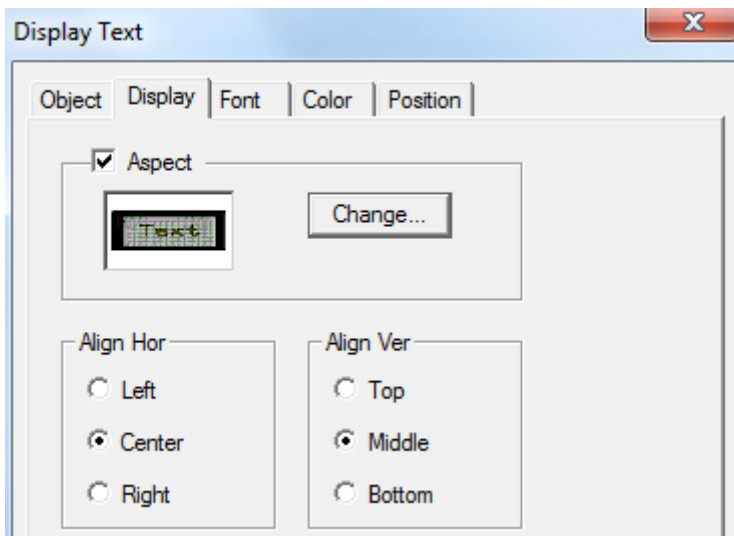 Display Text
Object Display Font Color Position
Aspect
Text
Change...
Align Hor
Left
Center
Right
Align Ver
Top
Middle
Bottom